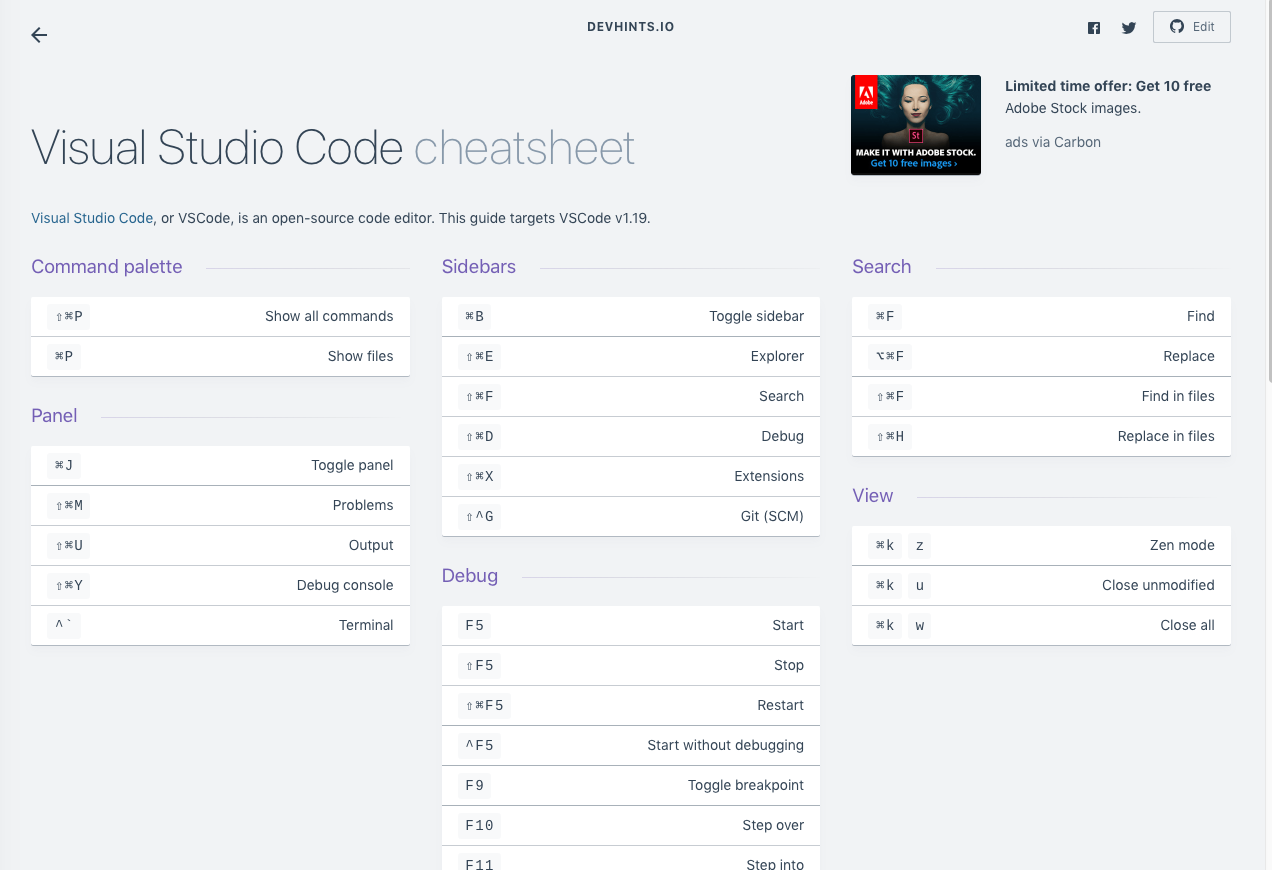 DEVHINTS.IO
Edit
Adobe
St
MAKE IT WITH ADOBE STOCK.
Get 10 free images ›
Limited time offer: Get 10 free
Adobe Stock images.
ads via Carbon
Visual Studio Code cheatsheet
Visual Studio Code, or VSCode, is an open-source code editor. This guide targets VSCode v1.19.
Command palette
⇧⌘P Show all commands
⌘P Show files
Panel
⌘J Toggle panel
⇧⌘M Problems
⇧⌘U Output
⇧⌘Y Debug console
^` Terminal
Sidebars
⌘B Toggle sidebar
⇧⌘E Explorer
⇧⌘F Search
⇧⌘D Debug
⇧⌘X Extensions
⇧^G Git (SCM)
Debug
F5 Start
⇧F5 Stop
⇧⌘F5 Restart
^F5 Start without debugging
F9 Toggle breakpoint
F10 Step over
F11 Step into
Search
⌘F Find
⌥⌘F Replace
⇧⌘F Find in files
⇧⌘H Replace in files
View
⌘k z Zen mode
⌘k u Close unmodified
⌘k w Close all